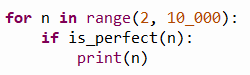 for n in range(2, 10_000):
    if is_perfect(n):
        print(n)